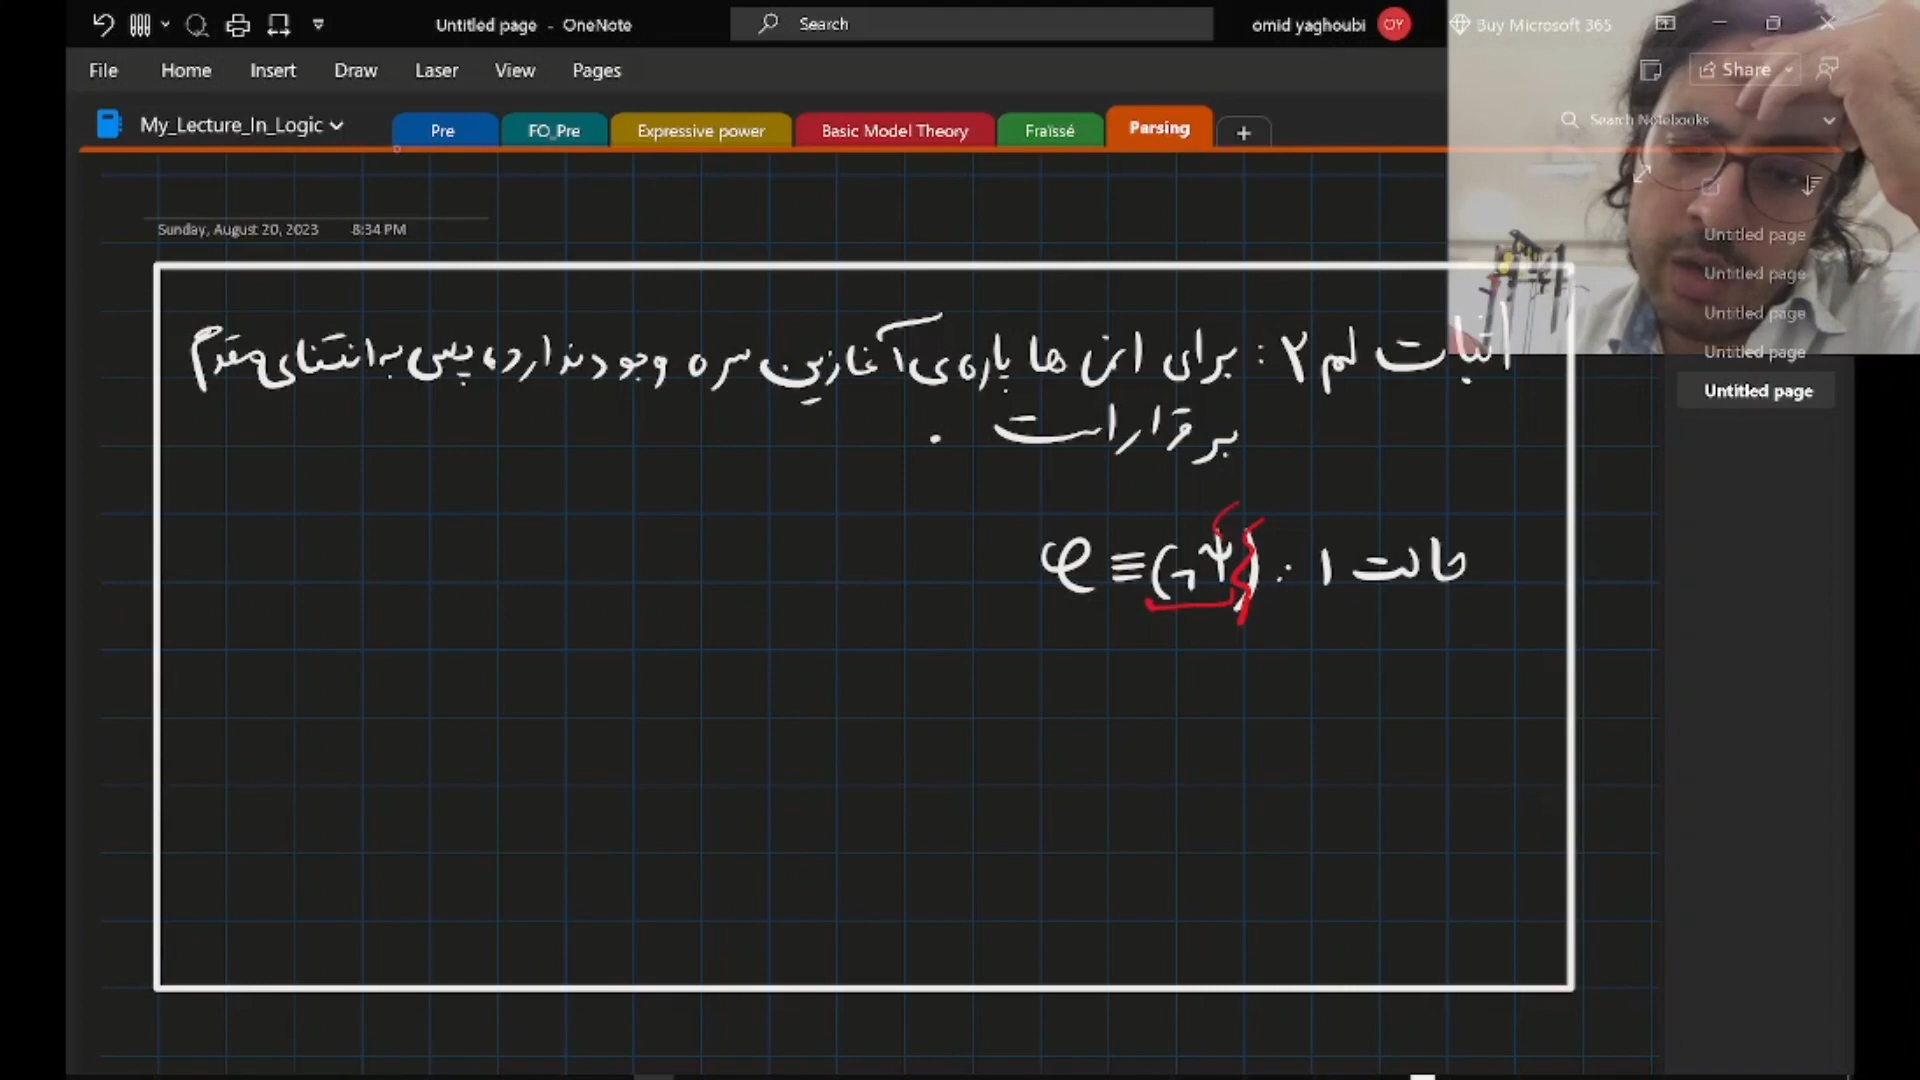 Untitled page - OneNote
Search
omid yaghoubi
OY
Buy Microsoft 365
File Home Insert Draw Laser View Pages
Share
My_Lecture_In_Logic
Pre
FO_Pre
Expressive power
Basic Model Theory
Fraïssé
Parsing
+
Search Notebooks
Untitled page
Untitled page
Untitled page
Untitled page
Untitled page
Sunday, August 20, 2023 8:34 PM
اثبات لم ۲ : برای اتم ها پاره‌ی آغازین سره وجود ندارد، پس به انتفای مقدم
برقرار است .
حالت ۱ : φ ≡ (¬ψ)